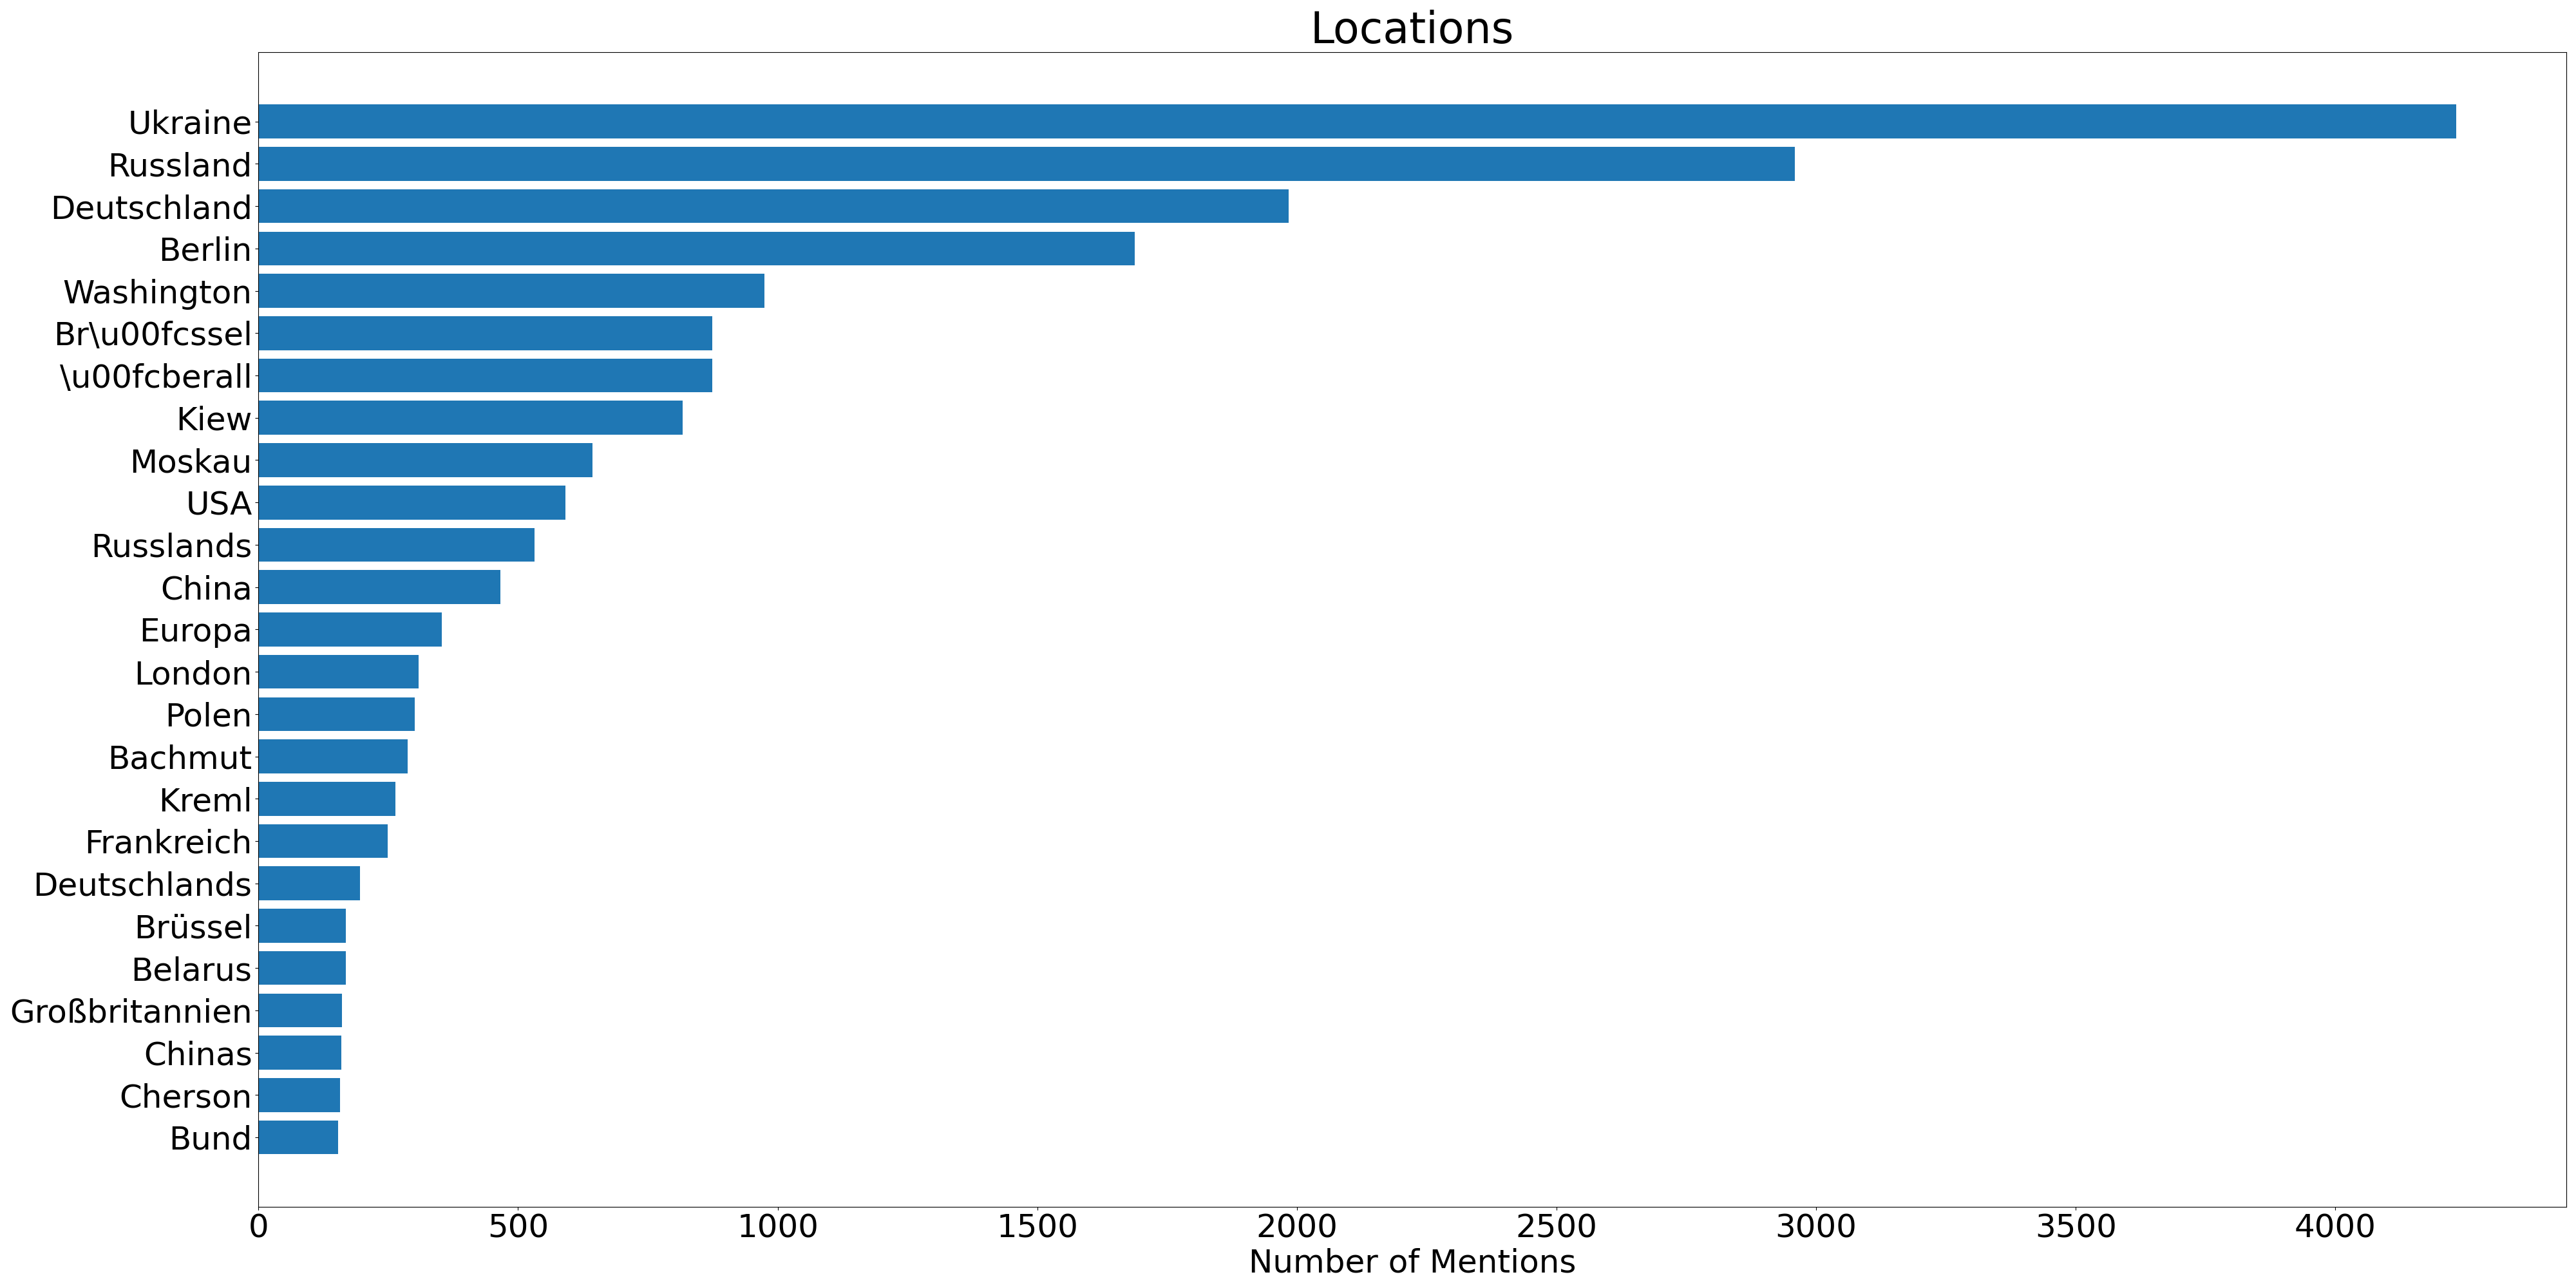 Locations
Ukraine
Russland
Deutschland
Berlin
Washington
Br\u00fcssel
\u00fcberall
Kiew
Moskau
USA
Russlands
China
Europa
London
Polen
Bachmut
Kreml
Frankreich
Deutschlands
Brüssel
Belarus
Großbritannien
Chinas
Cherson
Bund
0 500 1000 1500 2000 2500 3000 3500 4000
Number of Mentions